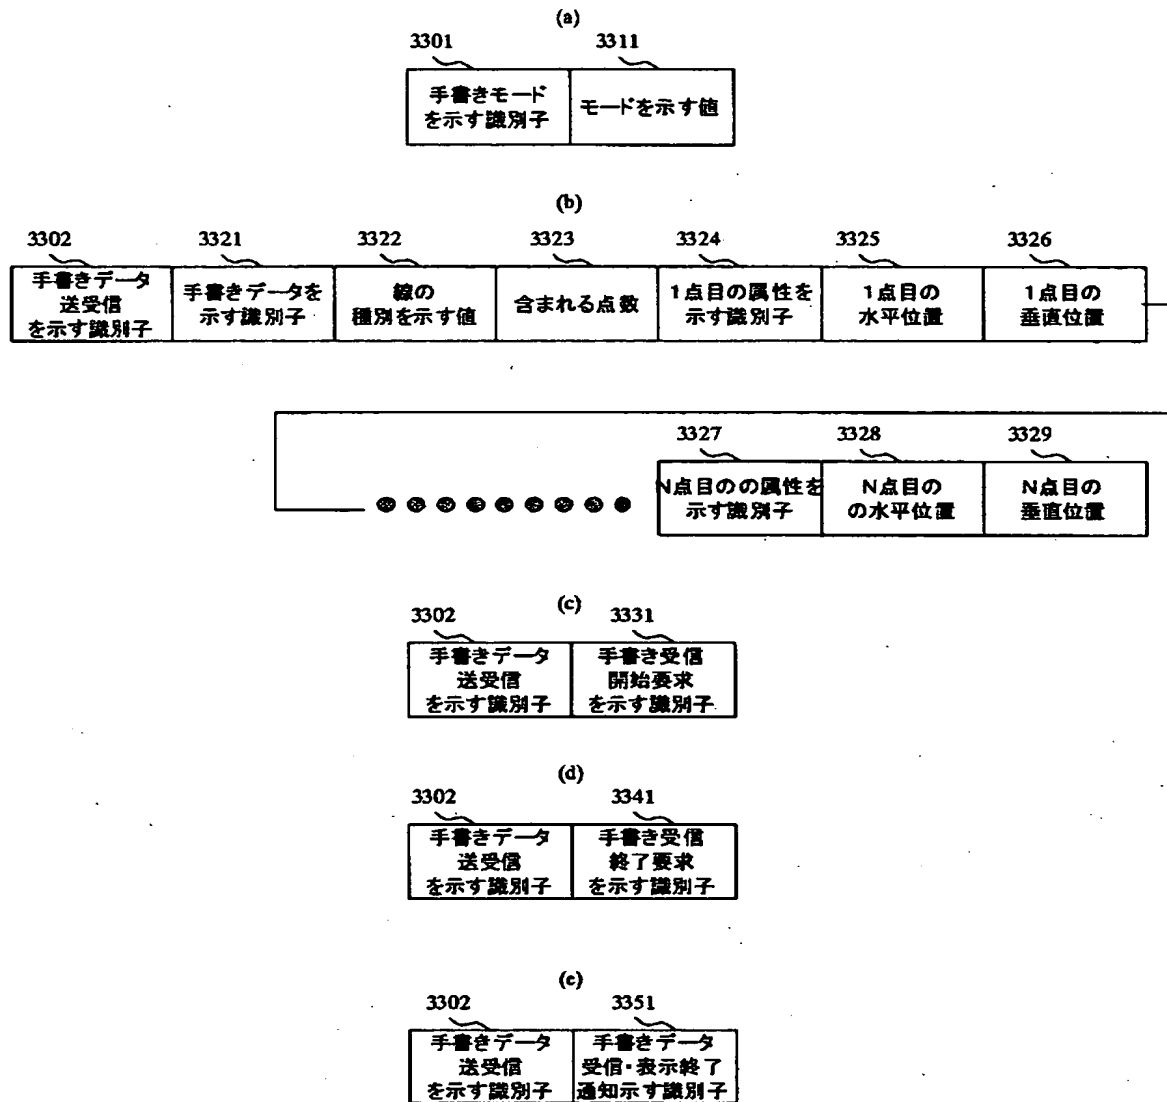 (a)
3301
3311
手書きモード
を示す識別子
モードを示す値
(b)
3302
3321
3322
3323
3324
3325
3326
手書きデータ
送受信
を示す識別子
手書きデータを
示す識別子
線の
種別を示す値
含まれる点数
1点目の属性を
示す識別子
1点目の
水平位置
1点目の
垂直位置
3327
3328
3329
N点目のの属性を
示す識別子
N点目の
の水平位置
N点目の
垂直位置
(c)
3302
3331
手書きデータ
送受信
を示す識別子
手書き受信
開始要求
を示す識別子
(d)
3302
3341
手書きデータ
送受信
を示す識別子
手書き受信
終了要求
を示す識別子
(e)
3302
3351
手書きデータ
送受信
を示す識別子
手書きデータ
受信・表示終了
通知示す識別子